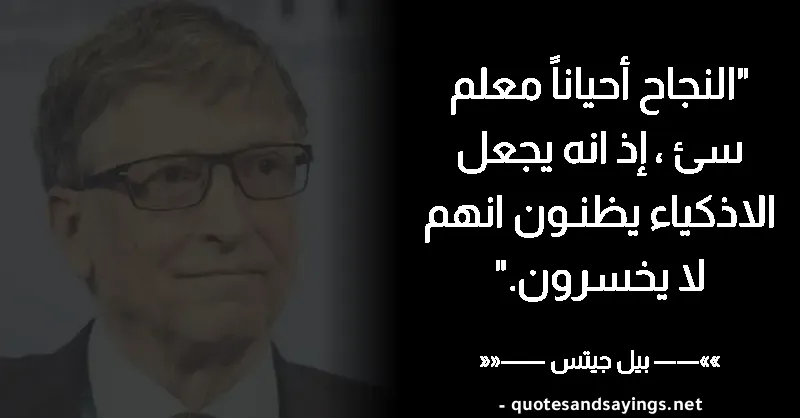 "النجاح أحياناً معلم
سئ ، إذ انه يجعل
الاذكياء يظنون انهم
لا يخسرون."
»»—— بيل جيتس ——««
- quotesandsayings.net